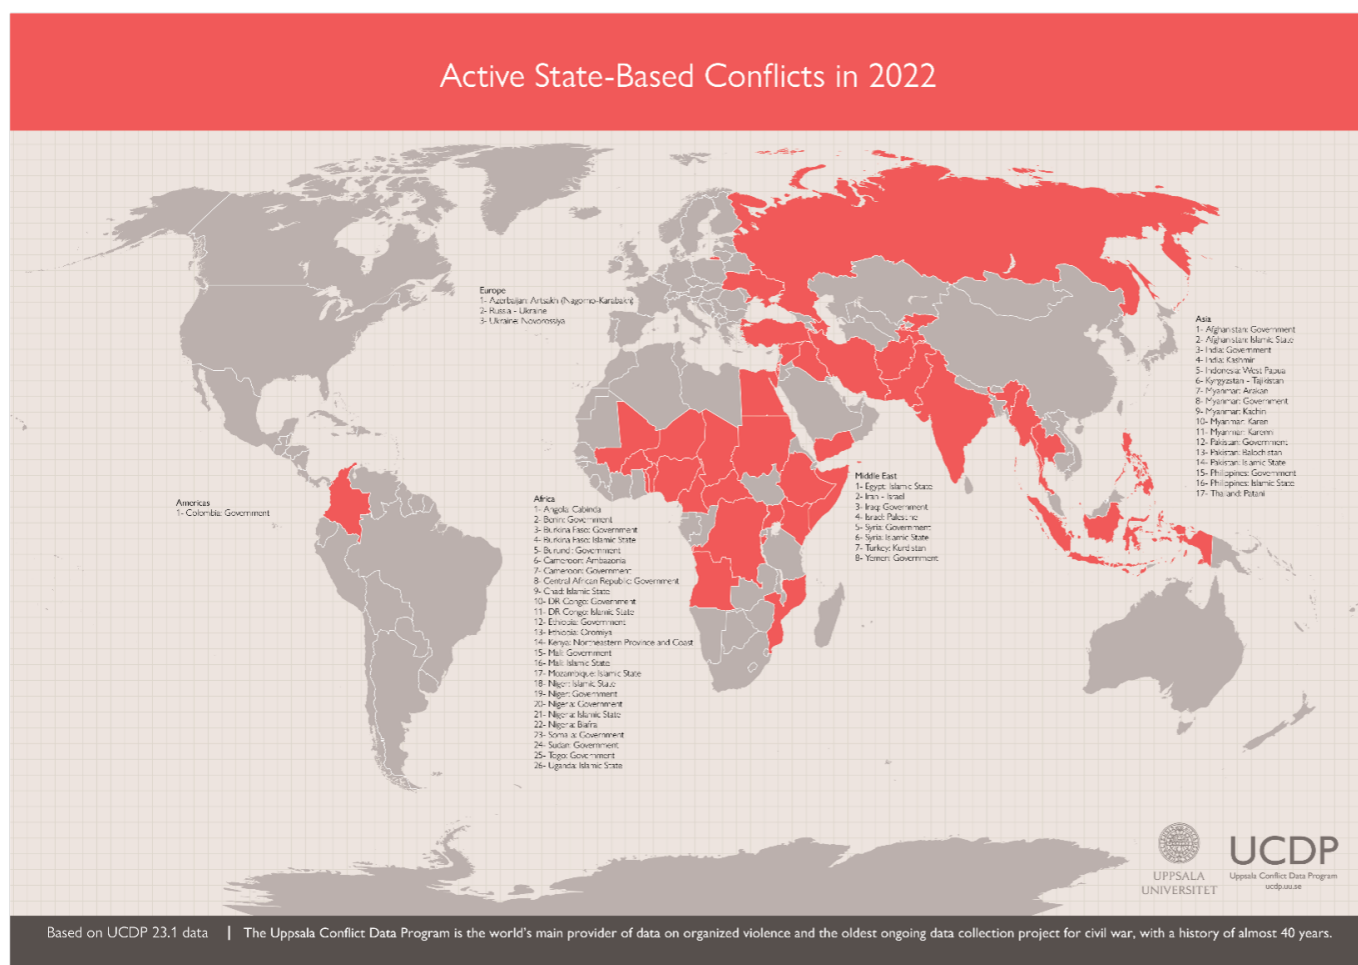 Active State-Based Conflicts in 2022
Europe
1- Azerbaijan: Artsakh (Nagorno-Karabakh)
2- Russia - Ukraine
3- Ukraine: Novorossiya
Asia
1- Afghanistan: Government
2- Afghanistan: Islamic State
3- India: Government
4- India: Kashmir
5- Indonesia: West Papua
6- Kyrgyzstan - Tajikistan
7- Myanmar: Arakan
8- Myanmar: Government
9- Myanmar: Kachin
10- Myanmar: Karen
11- Myanmar: Karenni
12- Pakistan: Government
13- Pakistan: Balochistan
14- Pakistan: Islamic State
15- Philippines: Government
16- Philippines: Islamic State
17- Thailand: Patani
Middle East
1- Egypt: Islamic State
2- Iran - Israel
3- Iraq: Government
4- Israel: Palestine
5- Syria: Government
6- Syria: Islamic State
7- Turkey: Kurdistan
8- Yemen: Government
Americas
1- Colombia: Government
Africa
1- Angola: Cabinda
2- Benin: Government
3- Burkina Faso: Government
4- Burkina Faso: Islamic State
5- Burundi: Government
6- Cameroon: Ambazonia
7- Cameroon: Government
8- Central African Republic: Government
9- Chad: Islamic State
10- DR Congo: Government
11- DR Congo: Islamic State
12- Ethiopia: Government
13- Ethiopia: Oromiya
14- Kenya: Northeastern Province and Coast
15- Mali: Government
16- Mali: Islamic State
17- Mozambique: Islamic State
18- Niger: Islamic State
19- Niger: Government
20- Nigeria: Government
21- Nigeria: Islamic State
22- Nigeria: Biafra
23- Somalia: Government
24- Sudan: Government
25- Togo: Government
26- Uganda: Islamic State
UPPSALA
UNIVERSITET
UCDP
Uppsala Conflict Data Program
ucdp.uu.se
Based on UCDP 23.1 data | The Uppsala Conflict Data Program is the world's main provider of data on organized violence and the oldest ongoing data collection project for civil war, with a history of almost 40 years.